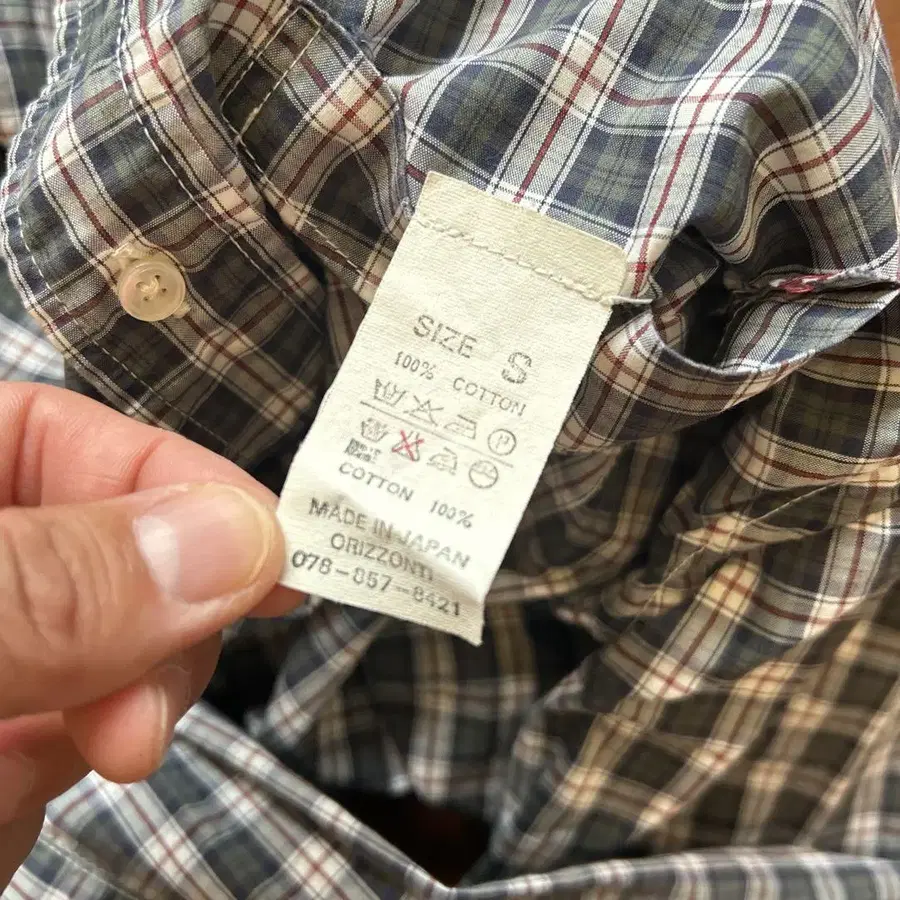 SIZE S
100% COTTON
COTTON 100%
MADE IN JAPAN
ORIZZONTI
078-857-8421